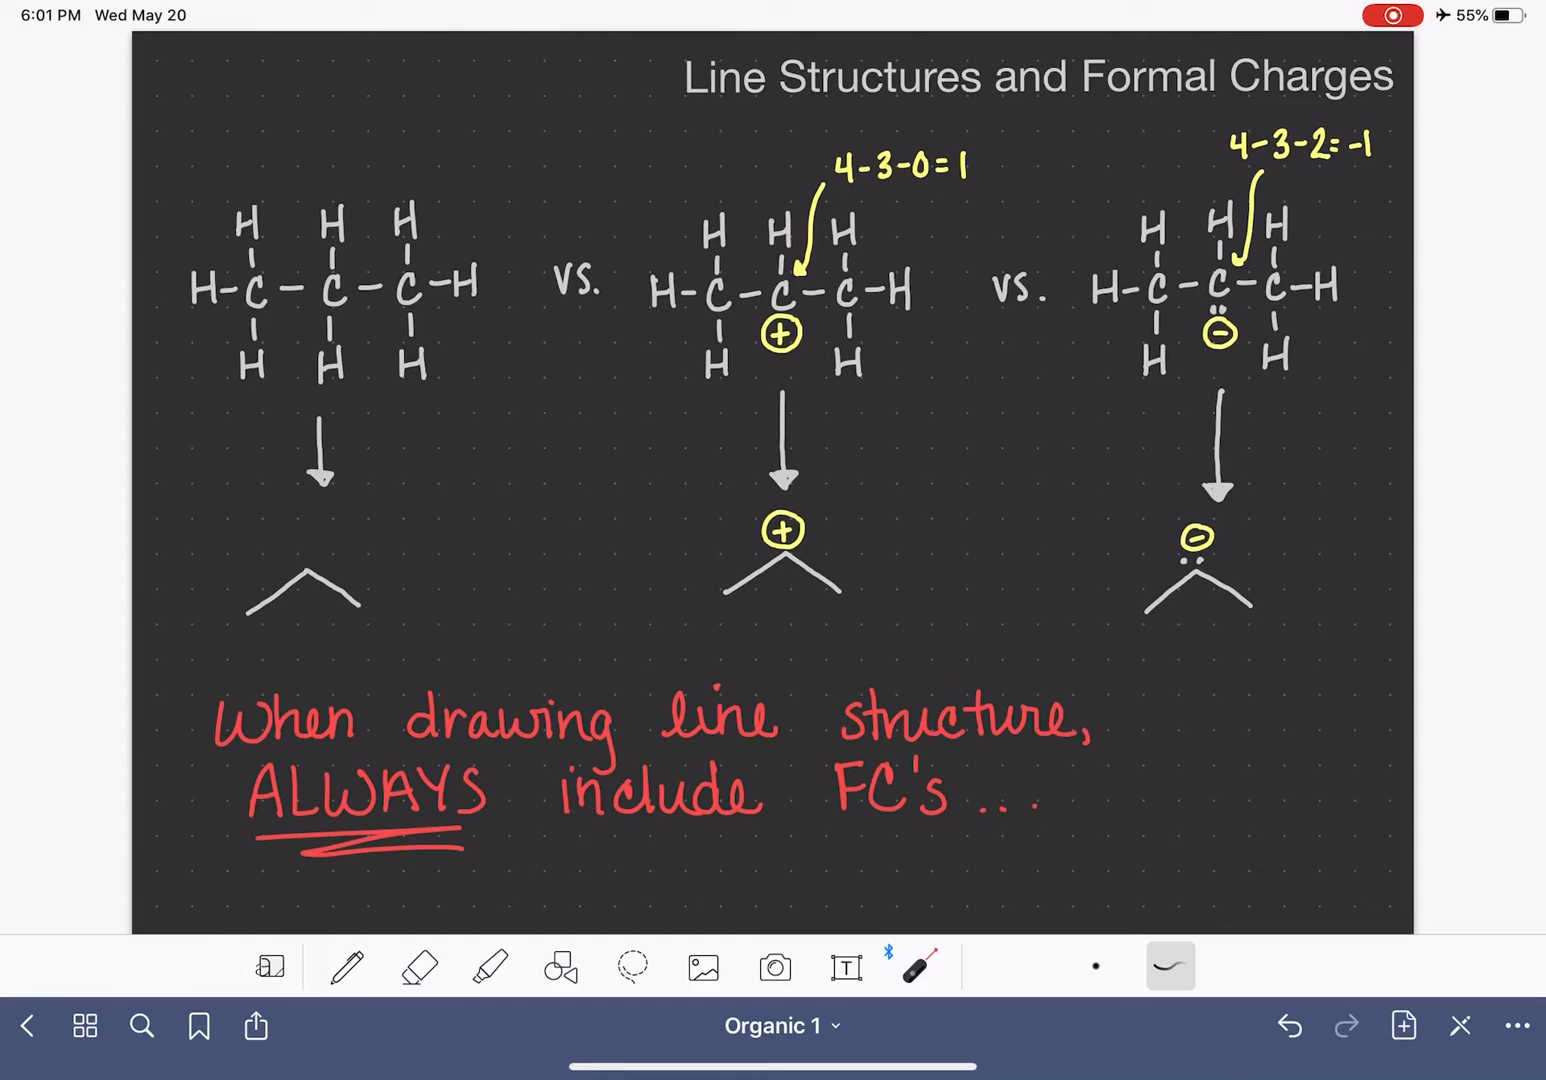 6:01 PM Wed May 20
55%
Line Structures and Formal Charges
4-3-0=1
4-3-2=-1
H H H
H-C-C-C-H
H H H
vs.
H H H
H-C-C-C-H
+
H H
vs.
H H H
H-C-C-C-H
-
H H
+
-
When drawing line structure,
ALWAYS include FC's ...
T
Organic 1